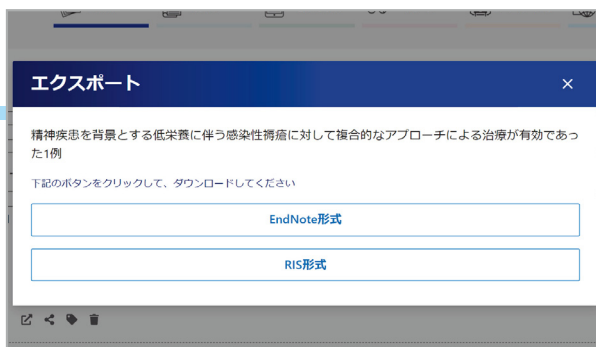 エクスポート
精神疾患を背景とする低栄養に伴う感染性褥瘡に対して複合的なアプローチによる治療が有効であっ
た1例
下記のボタンをクリックして、ダウンロードしてください
EndNote形式
RIS形式